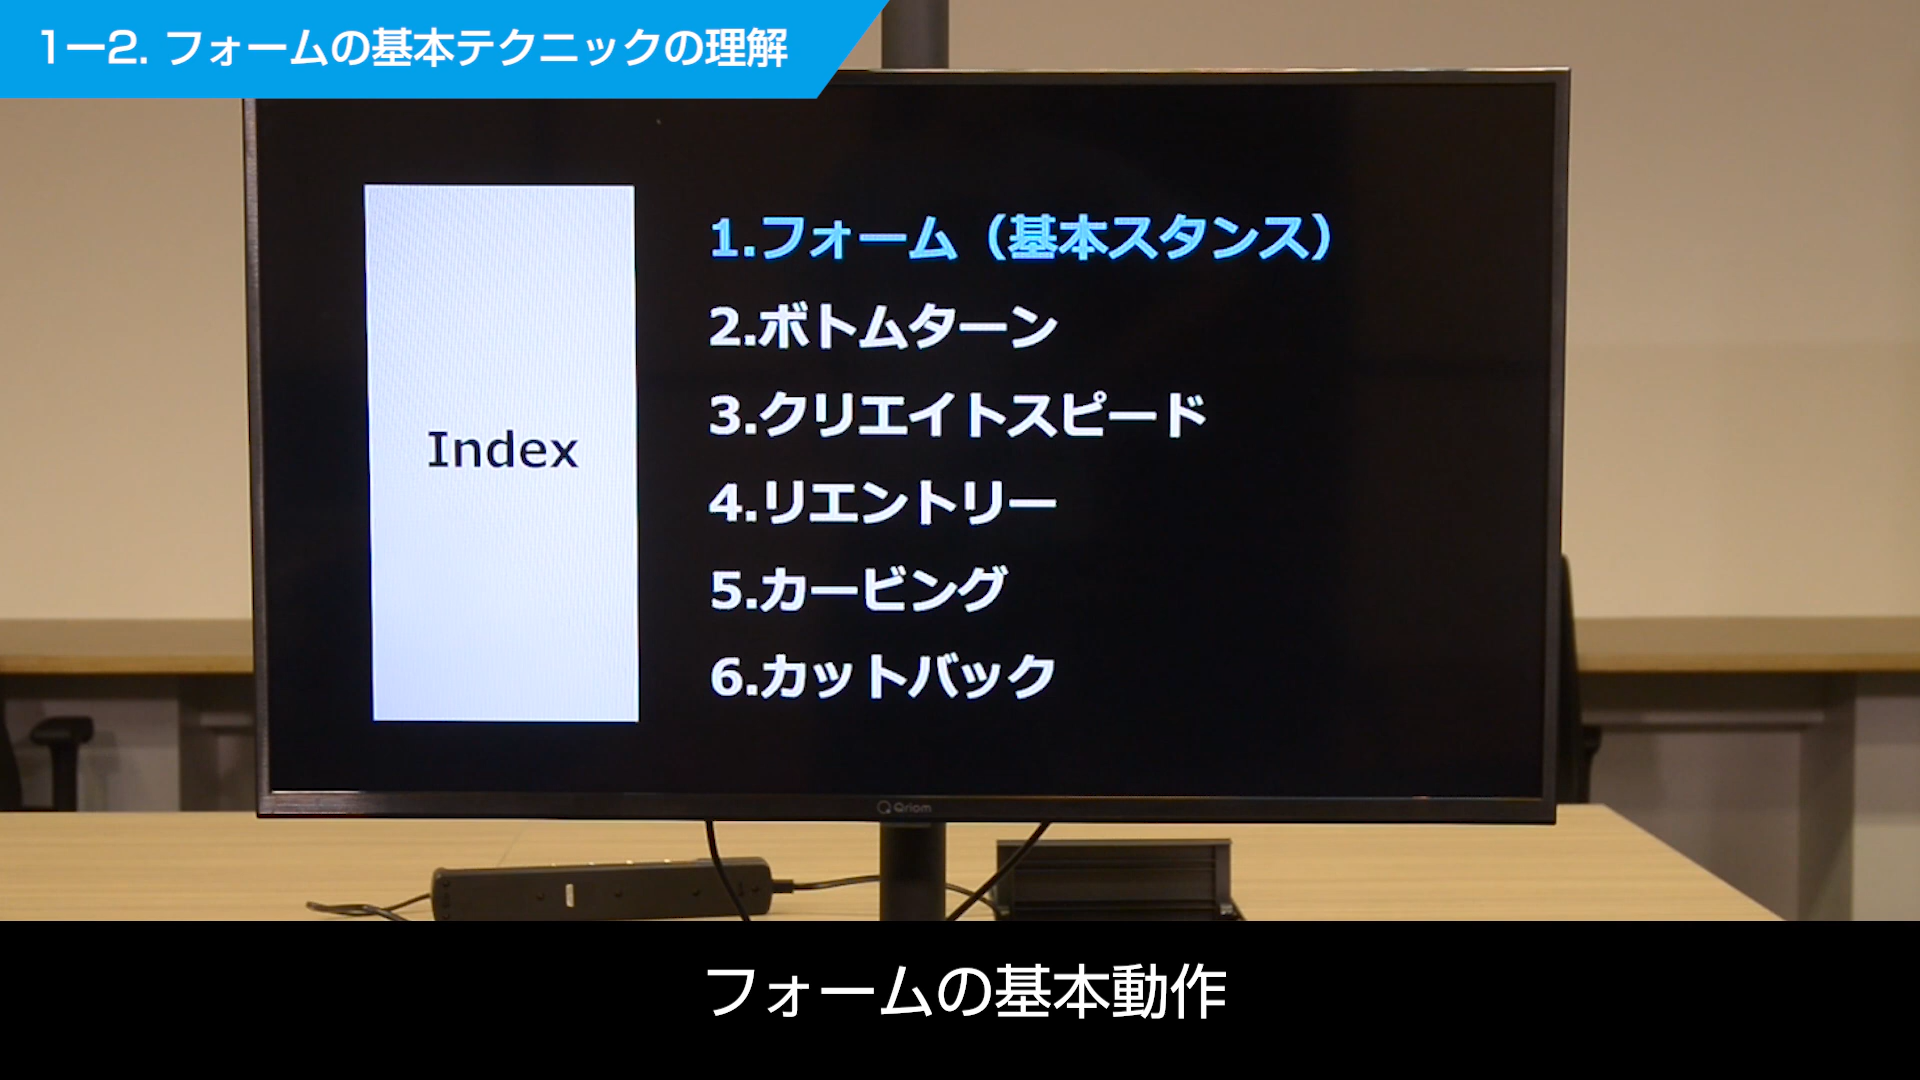 1ー2. フォームの基本テクニックの理解
Index
1.フォーム（基本スタンス）
2.ボトムターン
3.クリエイトスピード
4.リエントリー
5.カービング
6.カットバック
Qriom
フォームの基本動作